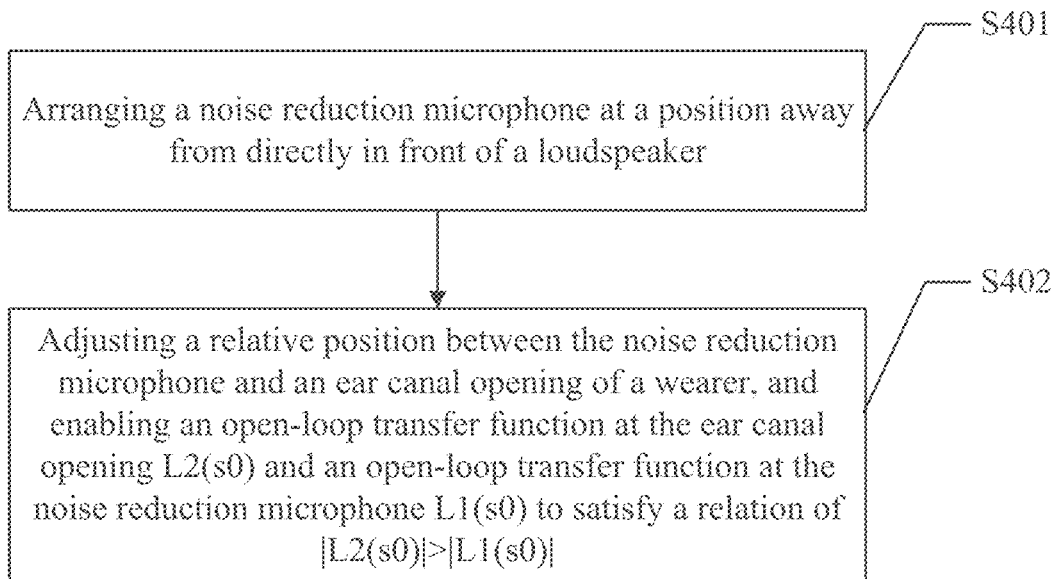 S401
Arranging a noise reduction microphone at a position away
from directly in front of a loudspeaker
S402
Adjusting a relative position between the noise reduction
microphone and an ear canal opening of a wearer, and
enabling an open-loop transfer function at the ear canal
opening L2(s0) and an open-loop transfer function at the
noise reduction microphone L1(s0) to satisfy a relation of
|L2(s0)|>|L1(s0)|